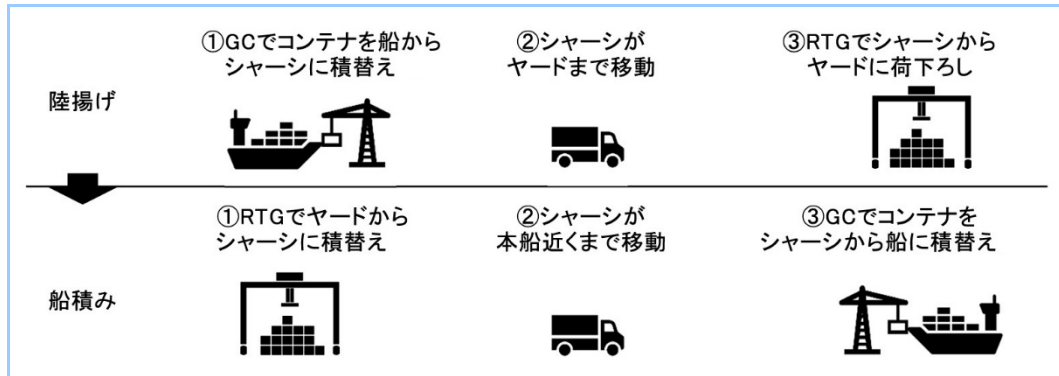 ①GCでコンテナを船から
シャーシに積替え
②シャーシが
ヤードまで移動
③RTGでシャーシから
ヤードに荷下ろし
陸揚げ
①RTGでヤードから
シャーシに積替え
②シャーシが
本船近くまで移動
③GCでコンテナを
シャーシから船に積替え
船積み